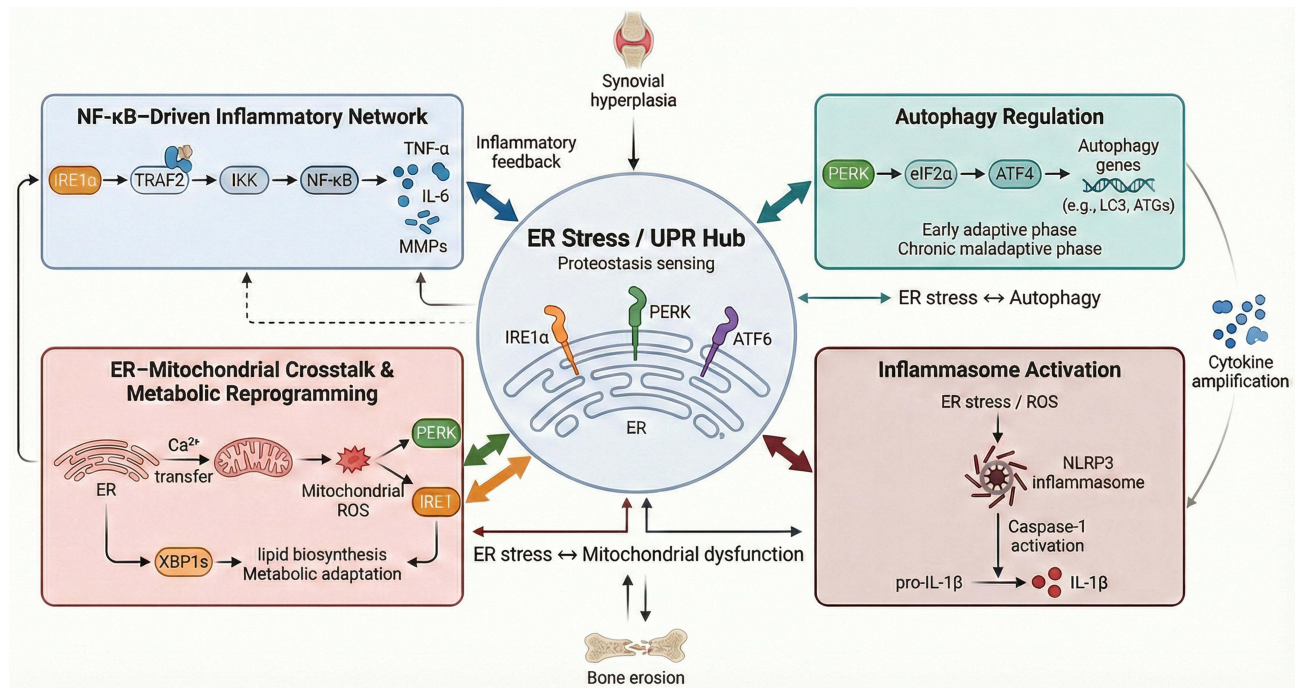 Synovial
hyperplasia
NF-κB–Driven Inflammatory Network
IRE1α
TRAF2
IKK
NF-κB
TNF-α
IL-6
MMPs
Inflammatory
feedback
Autophagy Regulation
PERK
eIF2α
ATF4
Autophagy
genes
(e.g., LC3, ATGs)
Early adaptive phase
Chronic maladaptive phase
ER Stress / UPR Hub
Proteostasis sensing
IRE1α
PERK
ATF6
ER
ER stress ↔ Autophagy
Cytokine
amplification
ER–Mitochondrial Crosstalk &
Metabolic Reprogramming
ER
Ca²⁺
transfer
Mitochondrial
ROS
PERK
IRET
XBP1s
lipid biosynthesis
Metabolic adaptation
Inflammasome Activation
ER stress / ROS
NLRP3
inflammasome
Caspase-1
activation
pro-IL-1β
IL-1β
ER stress ↔ Mitochondrial dysfunction
Bone erosion